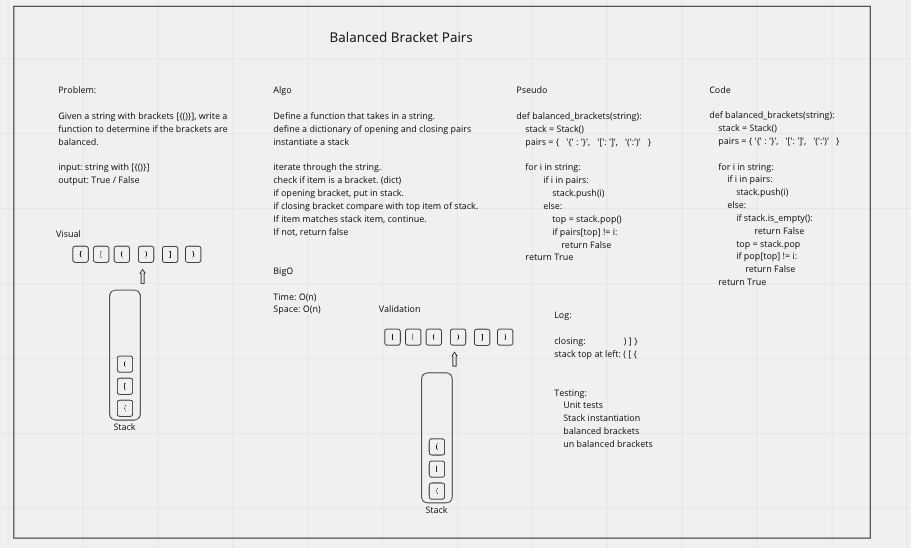 Balanced Bracket Pairs
Problem:
Given a string with brackets [{()}], write a
function to determine if the brackets are
balanced.
input: string with [{()}]
output: True / False
Visual
{ [ ( ) ] }
(
[
{
Stack
Algo
Define a function that takes in a string.
define a dictionary of opening and closing pairs
instantiate a stack
iterate through the string.
check if item is a bracket. (dict)
if opening bracket, put in stack.
if closing bracket compare with top item of stack.
If item matches stack item, continue.
If not, return false
BigO
Time: O(n)
Space: O(n)
Validation
[ ( ) ] }
(
[
{
Stack
Pseudo
def balanced_brackets(string):
stack = Stack()
pairs = { '{' : '}', '[': ']', '(':')' }
for i in string:
if i in pairs:
stack.push(i)
else:
top = stack.pop()
if pairs[top] != i:
return False
return True
Log:
closing: ) ] }
stack top at left: ( [ {
Testing:
Unit tests
Stack instantiation
balanced brackets
un balanced brackets
Code
def balanced_brackets(string):
stack = Stack()
pairs = { '{' : '}', '[': ']', '(':')' }
for i in string:
if i in pairs:
stack.push(i)
else:
if stack.is_empty():
return False
top = stack.pop
if pop[top] != i:
return False
return True